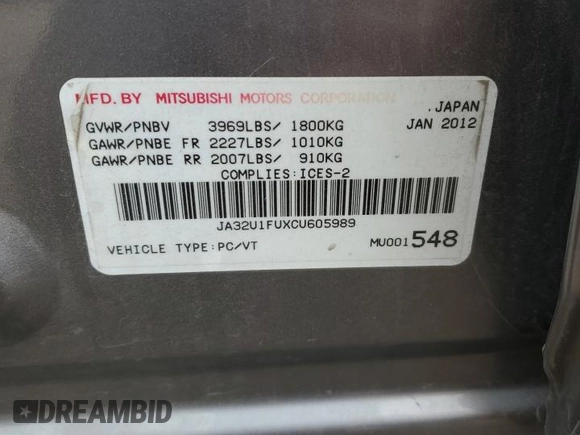 MFD. BY MITSUBISHI MOTORS CORPORATION
. JAPAN
GVWR/PNBV 3969LBS/ 1800KG JAN 2012
GAWR/PNBE FR 2227LBS/ 1010KG
GAWR/PNBE RR 2007LBS/ 910KG
COMPLIES:ICES-2
JA32U1FUXCU605989
VEHICLE TYPE:PC/VT MU001548
DREAMBID